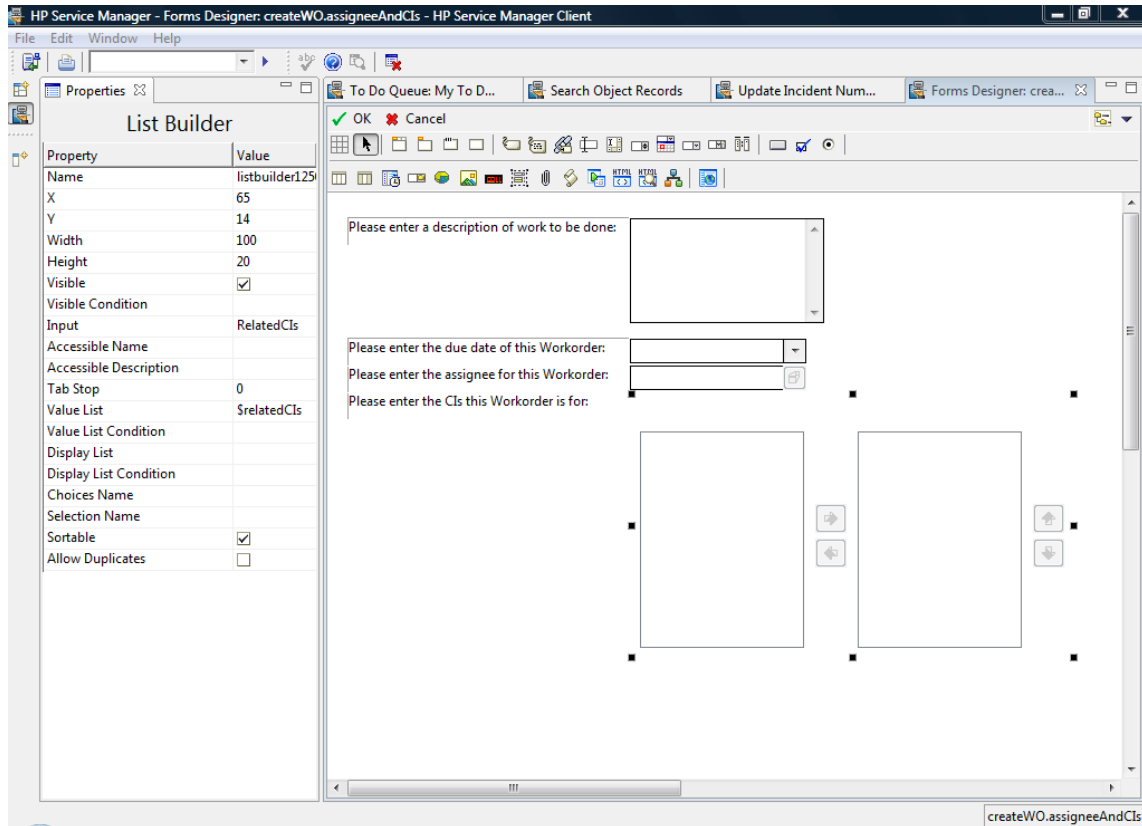 HP Service Manager - Forms Designer: createWO.assigneeAndCIs - HP Service Manager Client
File Edit Window Help
Properties
To Do Queue: My To D...
Search Object Records
Update Incident Num...
Forms Designer: crea...
List Builder
OK Cancel
Property Value
Name listbuilder125
X 65
Y 14
Width 100
Height 20
Visible
Visible Condition
Input RelatedCIs
Accessible Name
Accessible Description
Tab Stop 0
Value List $relatedCIs
Value List Condition
Display List
Display List Condition
Choices Name
Selection Name
Sortable
Allow Duplicates
Please enter a description of work to be done:
Please enter the due date of this Workorder:
Please enter the assignee for this Workorder:
Please enter the CIs this Workorder is for:
createWO.assigneeAndCIs